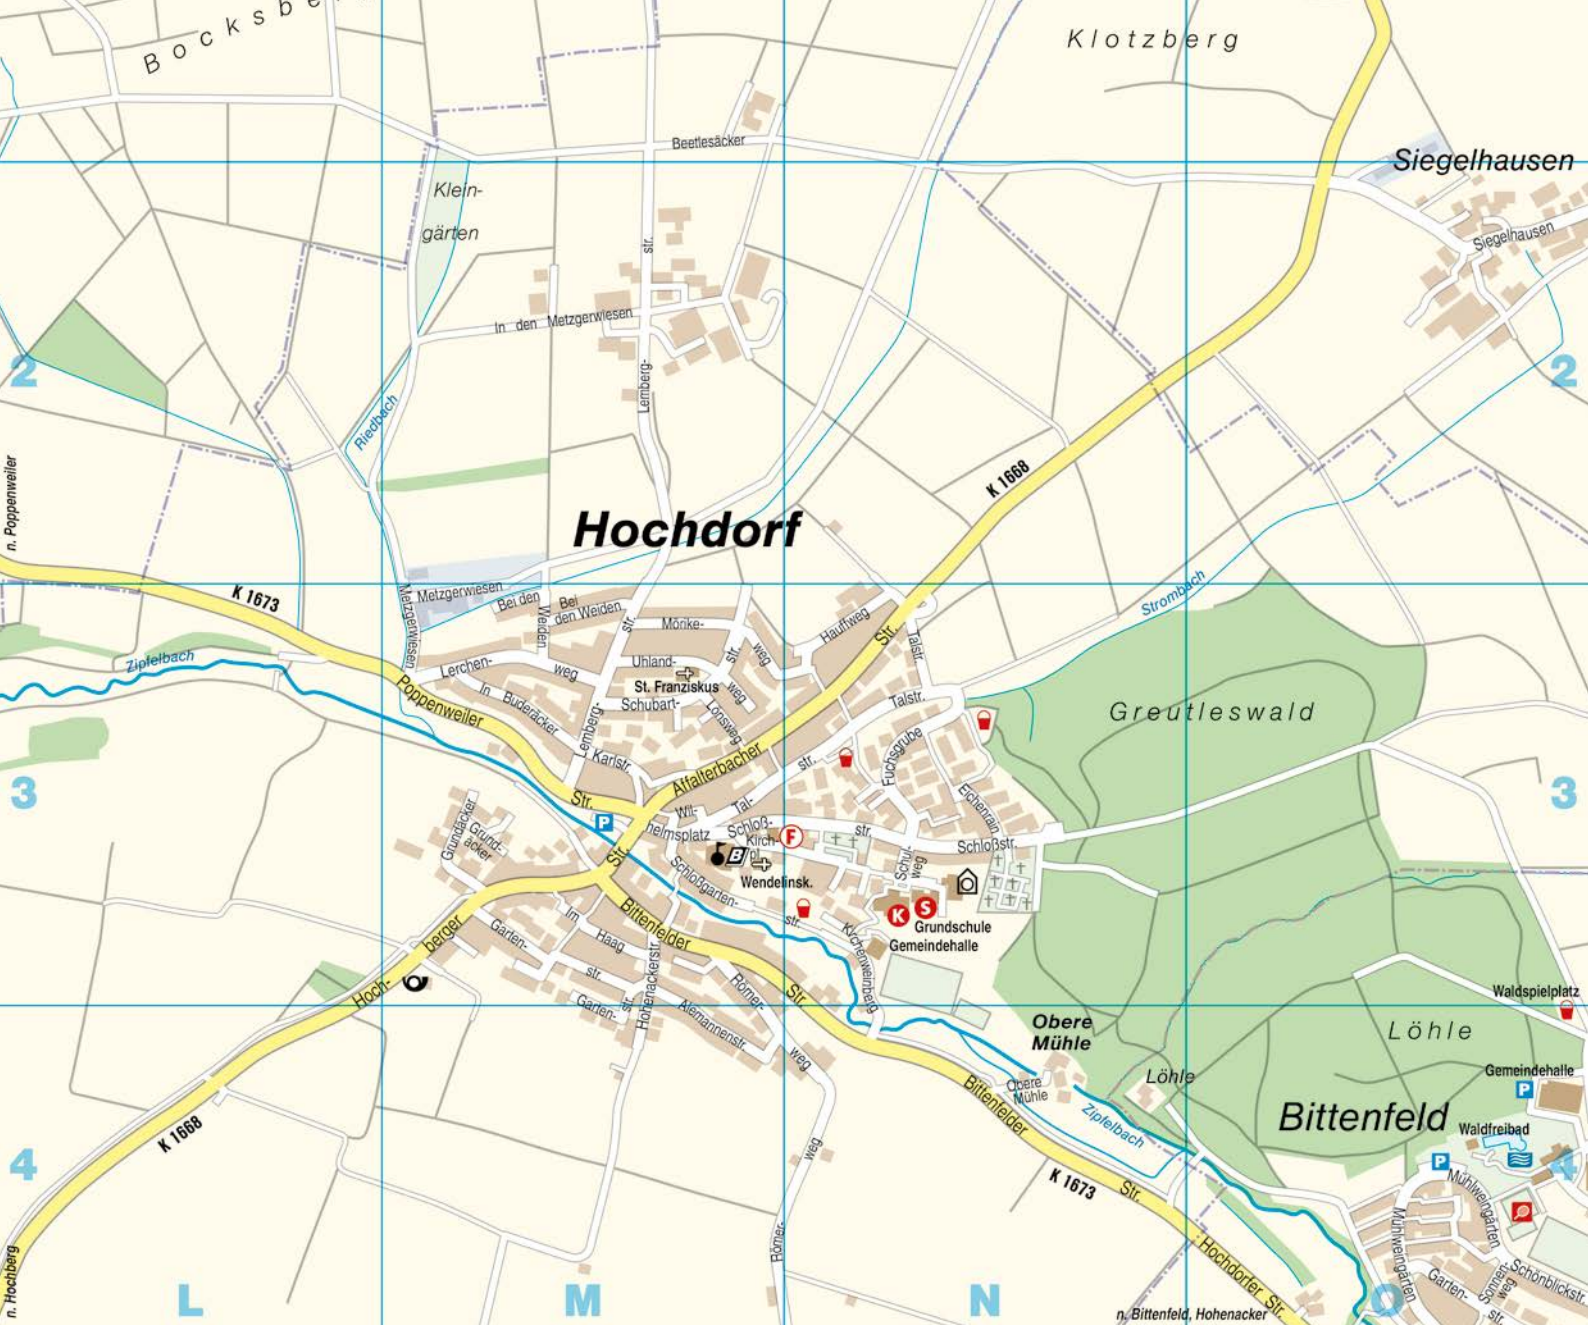 Klotzberg
Beetlesäcker
Siegelhausen
Klein-
gärten
str.
Siegelhausen
In den Metzgerwiesen
2
2
Lemberg-
Riedbach
n. Poppenweiler
K 1668
Hochdorf
K 1673
Metzgerwiesen
Metzgerwiesen
Bei den
Weiden
Bei
den Weiden
str.
Strombach
Mörike-
str.
weg
Hauffweg
Str.
Talstr.
Zipfelbach
Lerchen-
weg
Uhland-
St. Franziskus
weg
Schubart-
Lönsweg
In Buderäcker
Poppenweiler
Str.
Lemberg-
Karlstr.
Affalterbacher
Talstr.
Greutleswald
Fuchsgrube
str.
Tal-
Eichenrain
3
3
P
Wil-
helmsplatz
Schloß-
str.
Kirch-
F
Schloßstr.
Schul-
weg
Grundäcker
Grund-
äcker
Str.
B
Wendelinsk.
Schloßgarten-
str.
K
S
Grundschule
Gemeindehalle
Kirchenweinberg
Bittenfelder
Str.
Hoch-
berger
Im
Haag
Garten-
str.
Garten-
str.
Hohenackerstr.
Römer-
weg
Alemannenstr.
Waldspielplatz
Obere
Mühle
Löhle
Gemeindehalle
P
Obere
Mühle
Löhle
Zipfelbach
Bittenfelder
Str.
Bittenfeld
Waldfreibad
P
K 1668
4
4
weg
Römer-
K 1673
Mühlweingärten
Mühlweingärten
Hochdorfer Str.
Garten-
str.
Sonnen-
weg
Schönblickstr.
n. Hochberg
L
M
N
O
n. Bittenfeld, Hohenacker